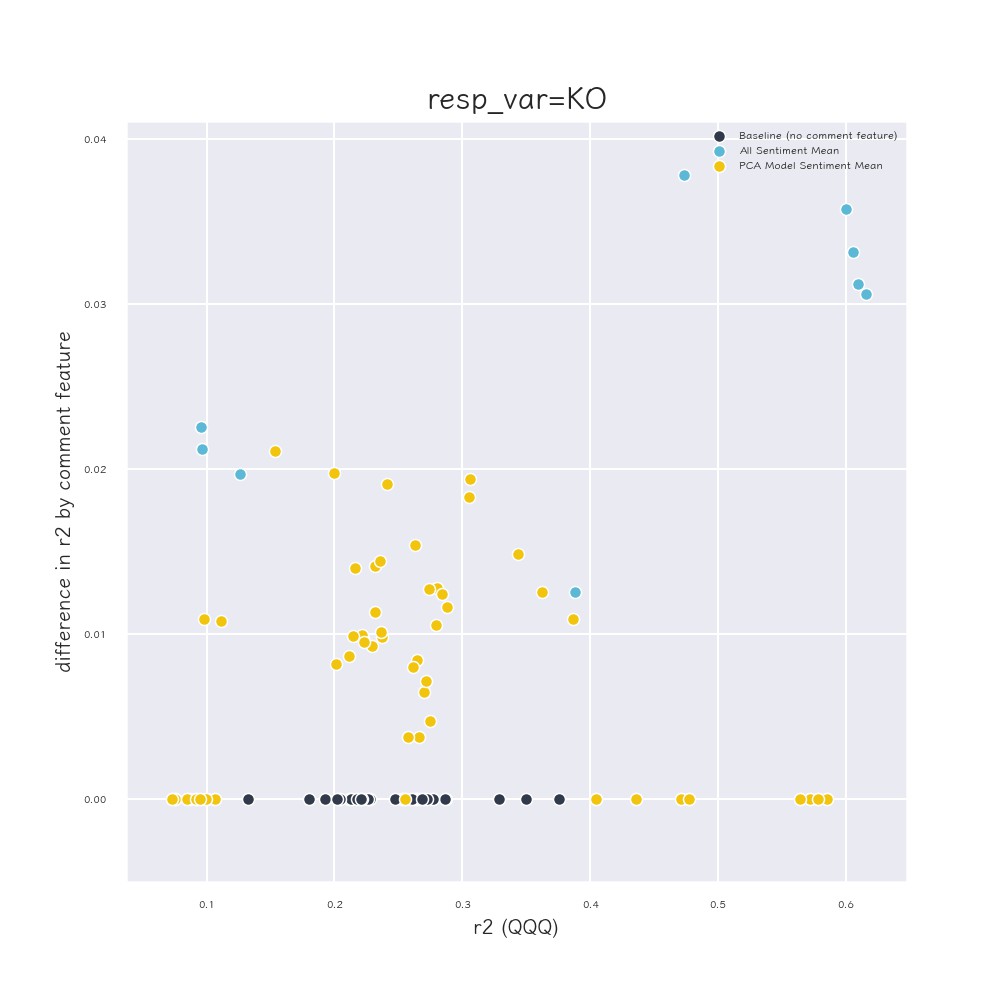 resp_var=KO
Baseline (no comment feature)
All Sentiment Mean
PCA Model Sentiment Mean
difference in r2 by comment feature
0.04
0.03
0.02
0.01
0.00
0.1 0.2 0.3 0.4 0.5 0.6
r2 (QQQ)